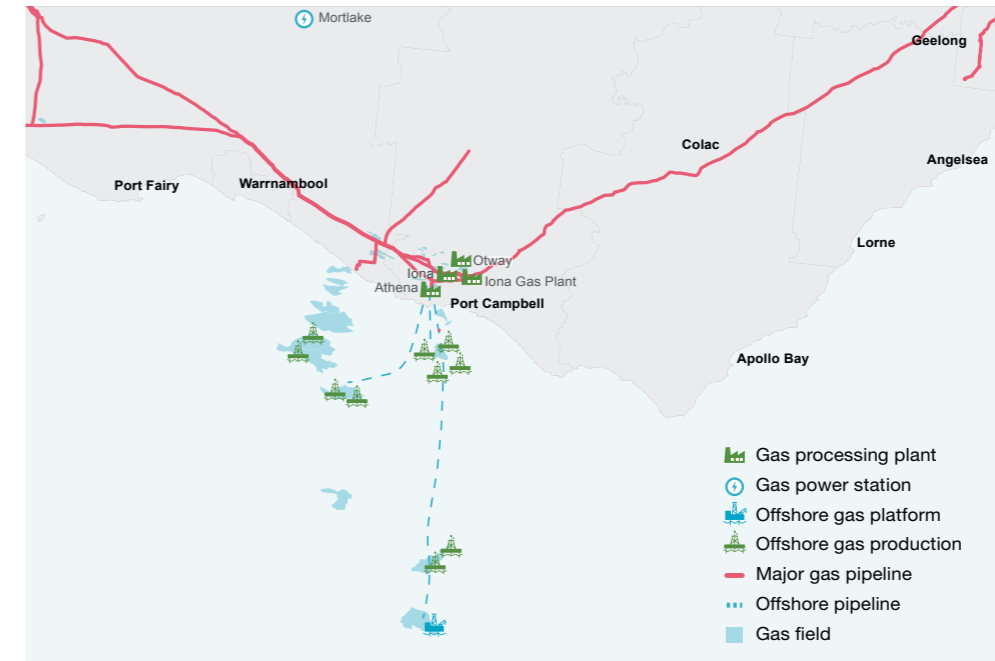 Mortlake
Geelong
Colac
Angelsea
Port Fairy
Warrnambool
Lorne
Otway
Iona
Iona Gas Plant
Athena
Port Campbell
Apollo Bay
Gas processing plant
Gas power station
Offshore gas platform
Offshore gas production
Major gas pipeline
Offshore pipeline
Gas field